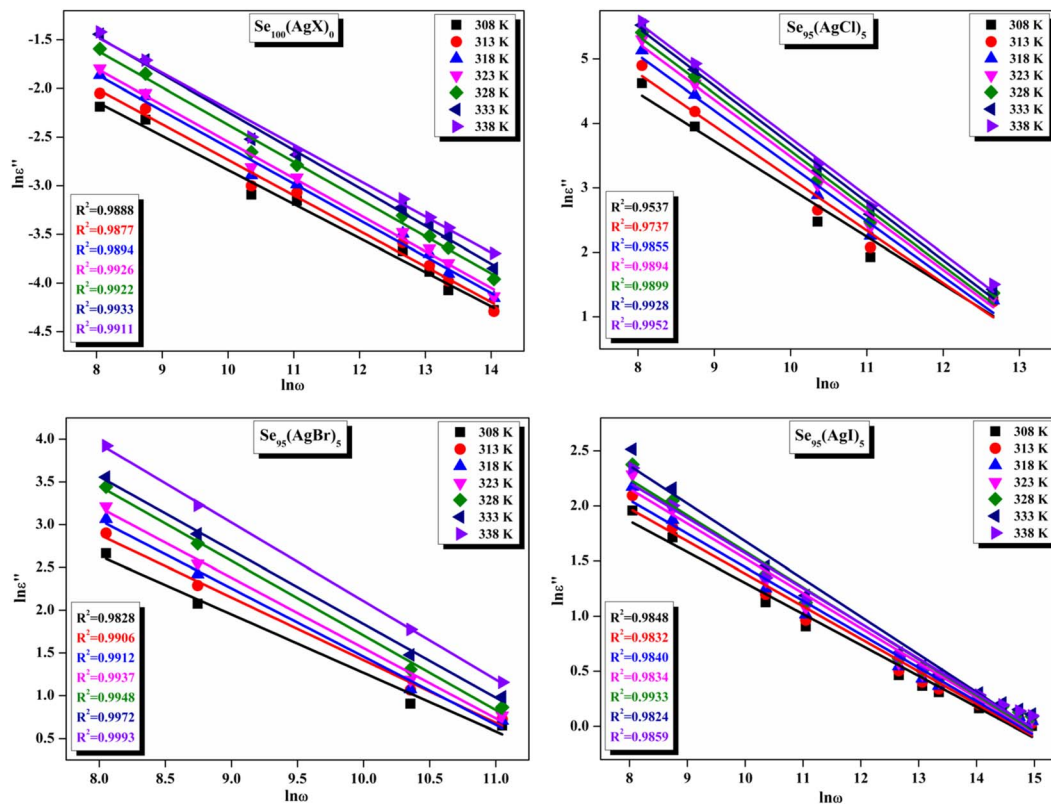 Se100(AgX)0
308 K
313 K
318 K
323 K
328 K
333 K
338 K
-1.5
-2.0
-2.5
-3.0
-3.5
-4.0
-4.5
lnε''
R²=0.9888
R²=0.9877
R²=0.9894
R²=0.9926
R²=0.9922
R²=0.9933
R²=0.9911
8 9 10 11 12 13 14
lnω
Se95(AgCl)5
308 K
313 K
318 K
323 K
328 K
333 K
338 K
5
4
3
2
1
lnε''
R²=0.9537
R²=0.9737
R²=0.9855
R²=0.9894
R²=0.9899
R²=0.9928
R²=0.9952
8 9 10 11 12 13
lnω
Se95(AgBr)5
308 K
313 K
318 K
323 K
328 K
333 K
338 K
4.0
3.5
3.0
2.5
2.0
1.5
1.0
0.5
lnε''
R²=0.9828
R²=0.9906
R²=0.9912
R²=0.9937
R²=0.9948
R²=0.9972
R²=0.9993
8.0 8.5 9.0 9.5 10.0 10.5 11.0
lnω
Se95(AgI)5
308 K
313 K
318 K
323 K
328 K
333 K
338 K
2.5
2.0
1.5
1.0
0.5
0.0
lnε''
R²=0.9848
R²=0.9832
R²=0.9840
R²=0.9834
R²=0.9933
R²=0.9824
R²=0.9859
8 9 10 11 12 13 14 15
lnω